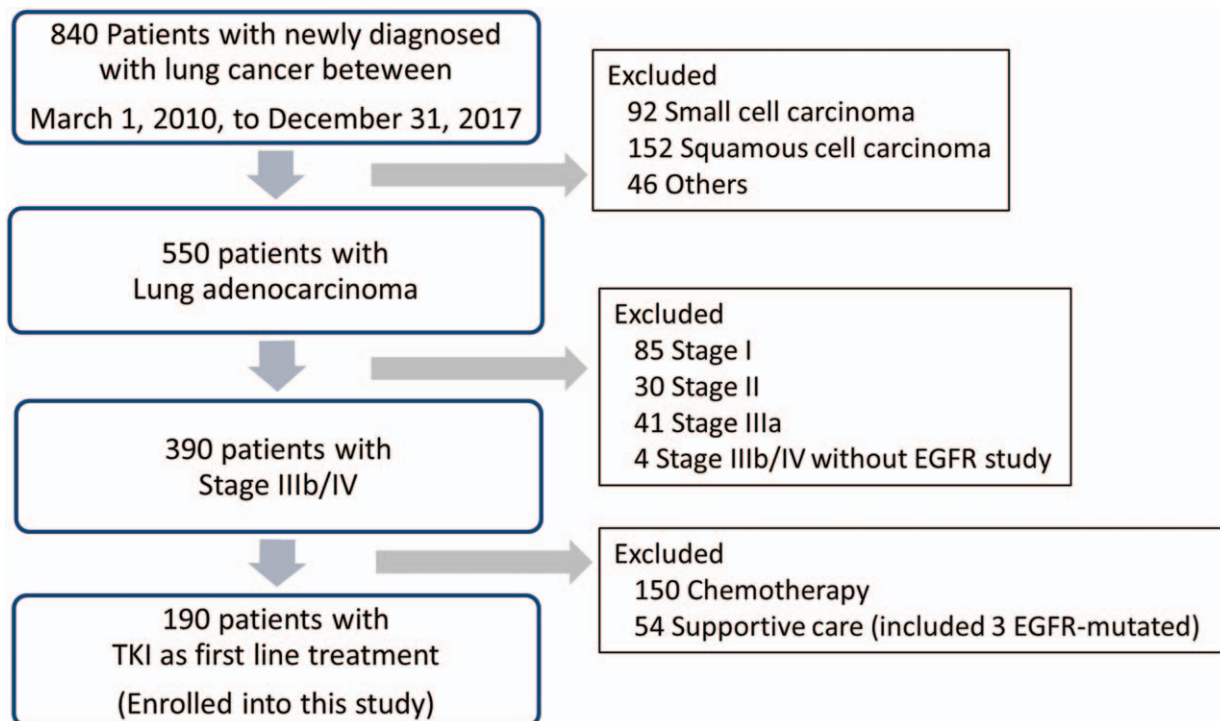 840 Patients with newly diagnosed
with lung cancer beteween
March 1, 2010, to December 31, 2017
Excluded
92 Small cell carcinoma
152 Squamous cell carcinoma
46 Others
550 patients with
Lung adenocarcinoma
Excluded
85 Stage I
30 Stage II
41 Stage IIIa
4 Stage IIIb/IV without EGFR study
390 patients with
Stage IIIb/IV
Excluded
150 Chemotherapy
54 Supportive care (included 3 EGFR-mutated)
190 patients with
TKI as first line treatment
(Enrolled into this study)